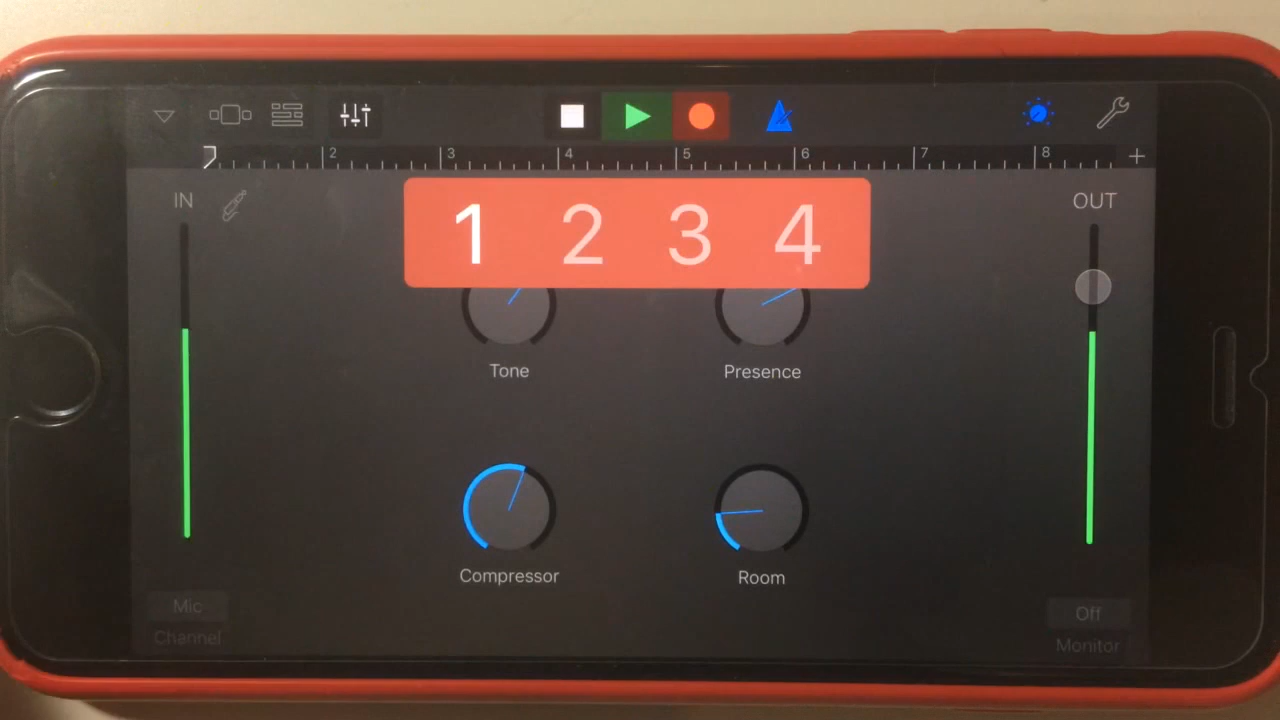 2 3 4 5 6 7 8 +
IN
OUT
1 2 3 4
Tone
Presence
Compressor
Room
Mic
Channel
Off
Monitor